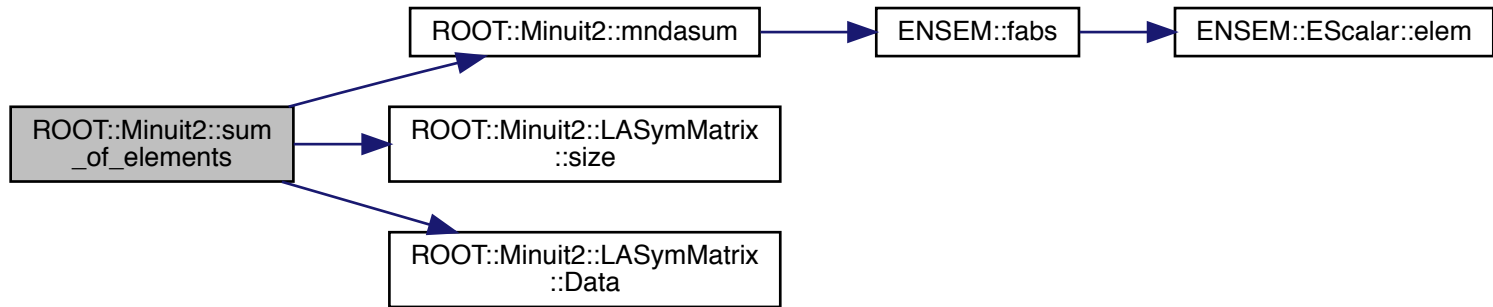 ROOT::Minuit2::mndasum
ENSEM::fabs
ENSEM::EScalar::elem
ROOT::Minuit2::sum
_of_elements
ROOT::Minuit2::LASymMatrix
::size
ROOT::Minuit2::LASymMatrix
::Data